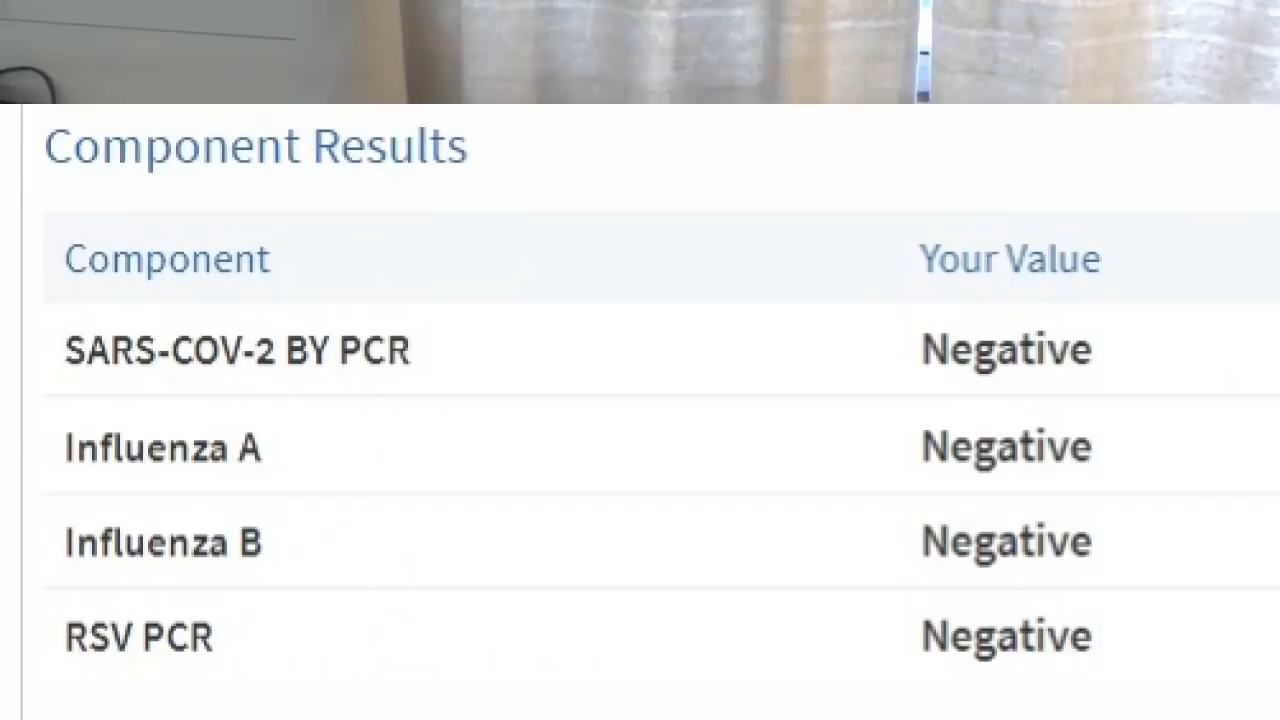 Component Results
Component Your Value
SARS-COV-2 BY PCR Negative
Influenza A Negative
Influenza B Negative
RSV PCR Negative